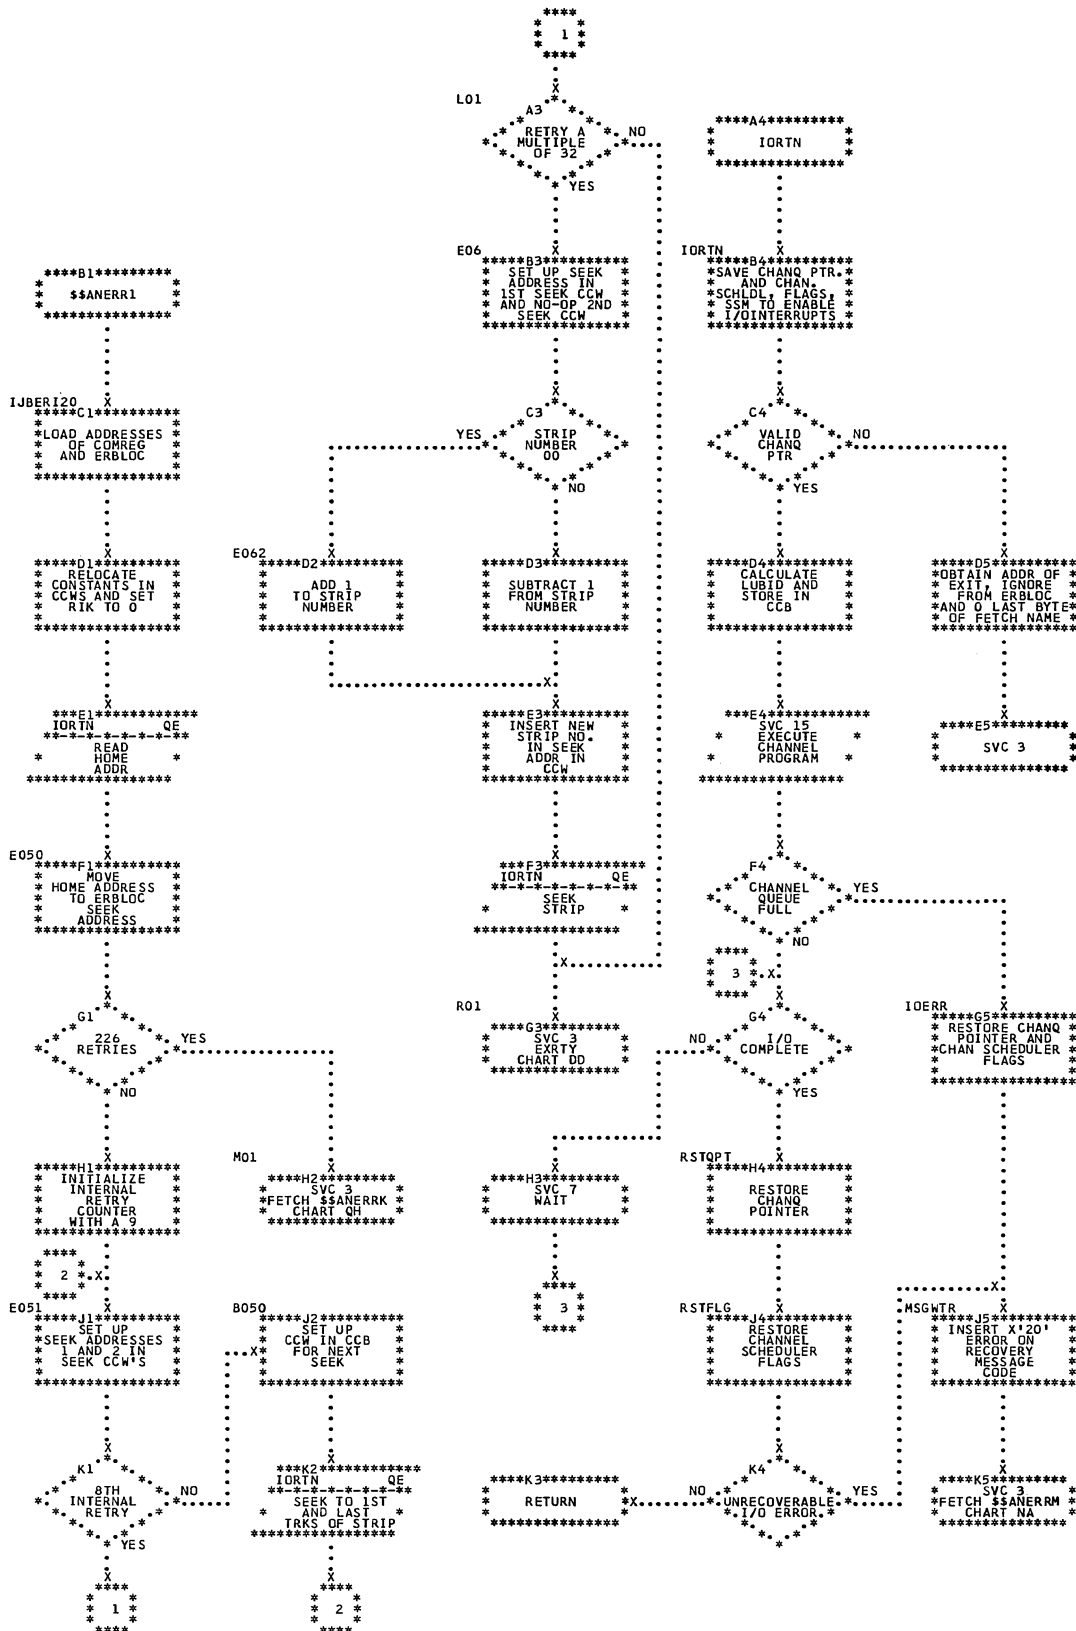 1
L01
A3
RETRY A
MULTIPLE
OF 32
NO
YES
A4
IORTN
E06
B3
SET UP SEEK
ADDRESS IN
1ST SEEK CCW
AND NO-OP 2ND
SEEK CCW
IORTN
B4
SAVE CHANQ PTR.
AND CHAN.
SCHLDL, FLAGS,
SSM TO ENABLE
I/OINTERRUPTS
B1
$$ANERR1
IJBERI20
C1
LOAD ADDRESSES
OF COMREG
AND ERBLOC
C3
STRIP
NUMBER
00
YES
NO
C4
VALID
CHANQ
PTR
NO
YES
D1
RELOCATE
CONSTANTS IN
CCWS AND SET
RIK TO 0
E062
D2
ADD 1
TO STRIP
NUMBER
D3
SUBTRACT 1
FROM STRIP
NUMBER
D4
CALCULATE
LUBID AND
STORE IN
CCB
D5
OBTAIN ADDR OF
EXIT, IGNORE
FROM ERBLOC
AND 0 LAST BYTE
OF FETCH NAME
E1
IORTN QE
READ
HOME
ADDR
E3
INSERT NEW
STRIP NO.
IN SEEK
ADDR IN
CCW
E4
SVC 15
EXECUTE
CHANNEL
PROGRAM
E5
SVC 3
E050
F1
MOVE
HOME ADDRESS
TO ERBLOC
SEEK
ADDRESS
F3
IORTN QE
SEEK
STRIP
F4
CHANNEL
QUEUE
FULL
YES
NO
3
G1
226
RETRIES
YES
NO
R01
G3
SVC 3
EXRTY
CHART DD
G4
I/O
COMPLETE
NO
YES
IOERR
G5
RESTORE CHANQ
POINTER AND
CHAN SCHEDULER
FLAGS
H1
INITIALIZE
INTERNAL
RETRY
COUNTER
WITH A 9
M01
H2
SVC 3
FETCH $$ANERRK
CHART QH
H3
SVC 7
WAIT
RSTQPT
H4
RESTORE
CHANQ
POINTER
2
3
E051
J1
SET UP
SEEK ADDRESSES
1 AND 2 IN
SEEK CCW'S
B050
J2
SET UP
CCW IN CCB
FOR NEXT
SEEK
RSTFLG
J4
RESTORE
CHANNEL
SCHEDULER
FLAGS
MSGWTR
J5
INSERT X'20'
ERROR ON
RECOVERY
MESSAGE
CODE
K1
8TH
INTERNAL
RETRY
NO
YES
K2
IORTN QE
SEEK TO 1ST
AND LAST
TRKS OF STRIP
K3
RETURN
K4
UNRECOVERABLE
I/O ERROR.
NO
YES
K5
SVC 3
FETCH $$ANERRM
CHART NA
1
2